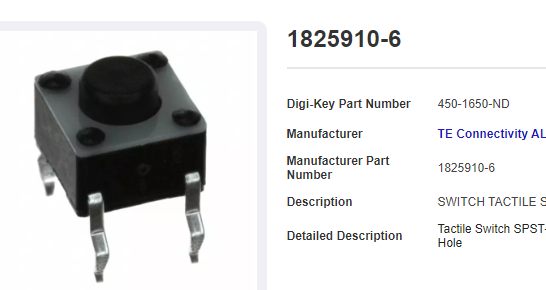 1825910-6
Digi-Key Part Number 450-1650-ND
Manufacturer TE Connectivity AL
Manufacturer Part Number 1825910-6
Description SWITCH TACTILE S
Detailed Description Tactile Switch SPST-
Hole